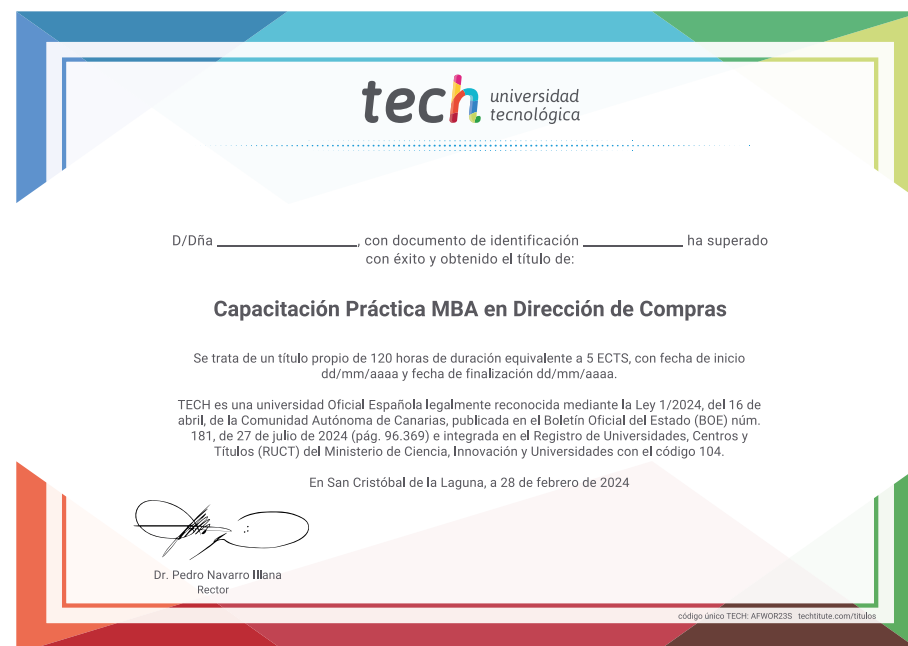 tech universidad
tecnológica
D/Dña ________________, con documento de identificación ____________ ha superado
con éxito y obtenido el título de:
Capacitación Práctica MBA en Dirección de Compras
Se trata de un título propio de 120 horas de duración equivalente a 5 ECTS, con fecha de inicio
dd/mm/aaaa y fecha de finalización dd/mm/aaaa.
TECH es una universidad Oficial Española legalmente reconocida mediante la Ley 1/2024, del 16 de
abril, de la Comunidad Autónoma de Canarias, publicada en el Boletín Oficial del Estado (BOE) núm.
181, de 27 de julio de 2024 (pág. 96.369) e integrada en el Registro de Universidades, Centros y
Títulos (RUCT) del Ministerio de Ciencia, Innovación y Universidades con el código 104.
En San Cristóbal de la Laguna, a 28 de febrero de 2024
Dr. Pedro Navarro Illana
Rector
código único TECH: AFWOR23S techtitute.com/titulos